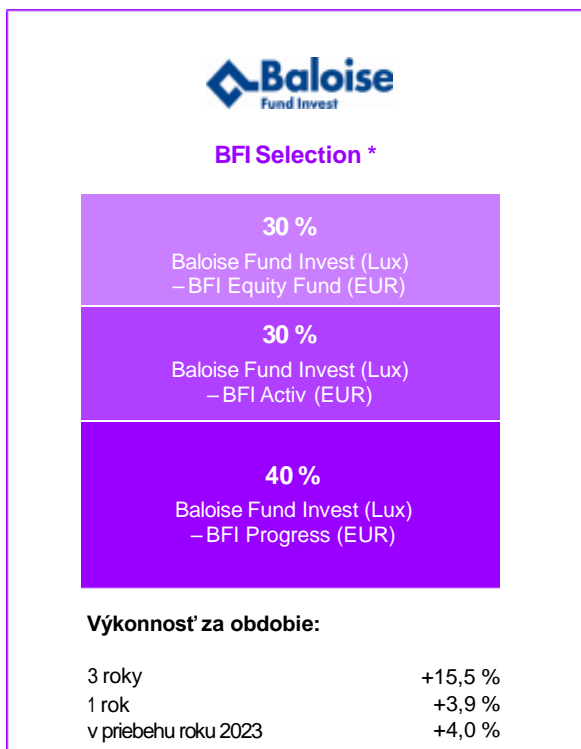 Baloise
Fund Invest
BFI Selection *
30 %
Baloise Fund Invest (Lux)
– BFI Equity Fund (EUR)
30 %
Baloise Fund Invest (Lux)
– BFI Activ (EUR)
40 %
Baloise Fund Invest (Lux)
– BFI Progress (EUR)
Výkonnosť za obdobie:
3 roky +15,5 %
1 rok +3,9 %
v priebehu roku 2023 +4,0 %